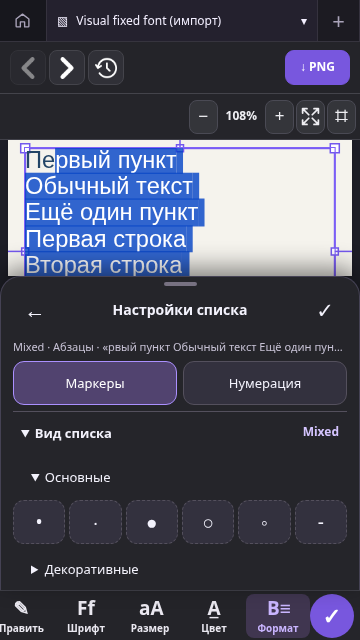 Visual fixed font (импорт)
↓ PNG
− 108% +
Первый пункт
Обычный текст
Ещё один пункт
Первая строка
Вторая строка
← Настройки списка ✓
Mixed · Абзацы · «рвый пункт Обычный текст Ещё один пун...
Маркеры Нумерация
▼ Вид списка Mixed
▼ Основные
• · ● ○ ◦ -
▶ Декоративные
✎ Ff аА A B≡ ✓
Править Шрифт Размер Цвет Формат